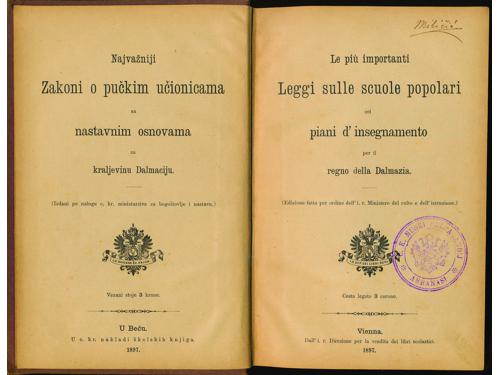 Najvažniji
Zakoni o pučkim učionicama
sa
nastavnim osnovama
za
kraljevinu Dalmaciju.
(Izdani po nalogu c. kr. ministarstva za bogoštovlje i nastavu.)
Vezani stoje 3 krune.
U Beču.
U c. kr. nakladi školskih knjiga.
1897.
Miličić
Le più importanti
Leggi sulle scuole popolari
coi
piani d' insegnamento
per il
regno della Dalmazia.
(Edizione fatta per ordine dell' i. r. Ministero del culto e dell' istruzione.)
Costa legato 3 corone.
Vienna.
Dall' i. r. Direzione per la vendita dei libri scolastici.
1897.
ARBANASI